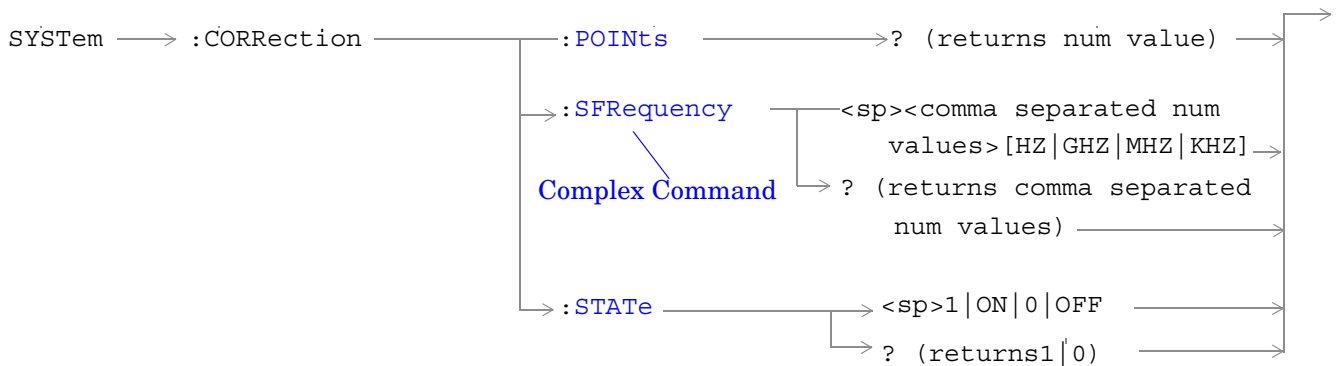 SYSTem :CORRection :POINts ? (returns num value)
:SFRequency <sp><comma separated num
values>[HZ|GHZ|MHZ|KHZ]
Complex Command ? (returns comma separated
num values)
:STATe <sp>1|ON|0|OFF
? (returns1|0)